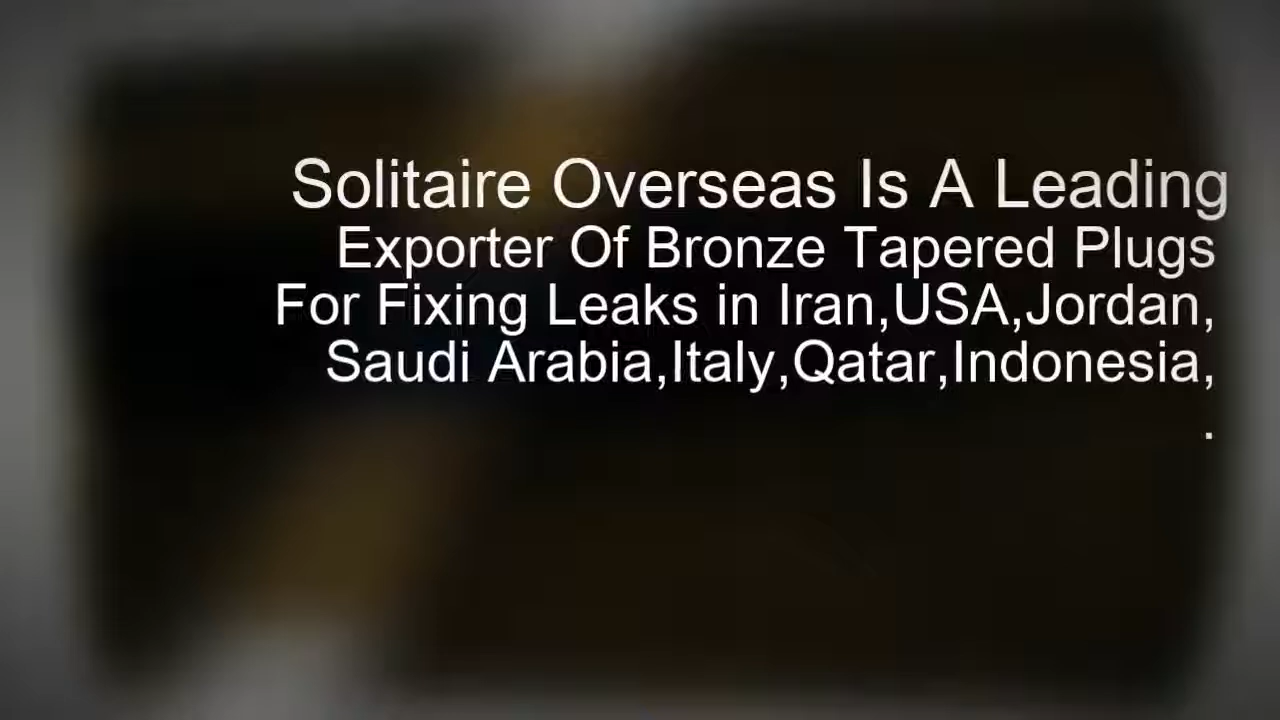 Solitaire Overseas Is A Leading
Exporter Of Bronze Tapered Plugs
For Fixing Leaks in Iran,USA,Jordan,
Saudi Arabia,Italy,Qatar,Indonesia,
.